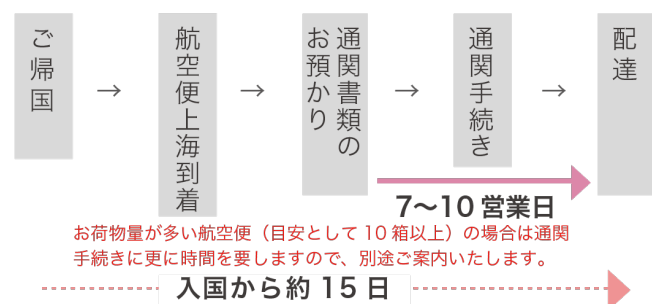 ご帰国
→
航空便上海到着
→
通関書類の
お預かり
→
通関手続き
→
配達
7〜10営業日
お荷物量が多い航空便（目安として10箱以上）の場合は通関
手続きに更に時間を要しますので、別途ご案内いたします。
入国から約15日